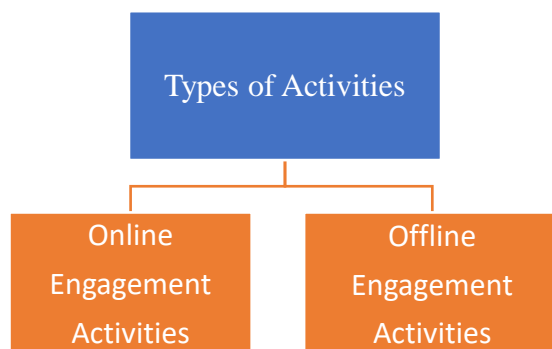 Types of Activities
Online
Engagement
Activities
Offline
Engagement
Activities